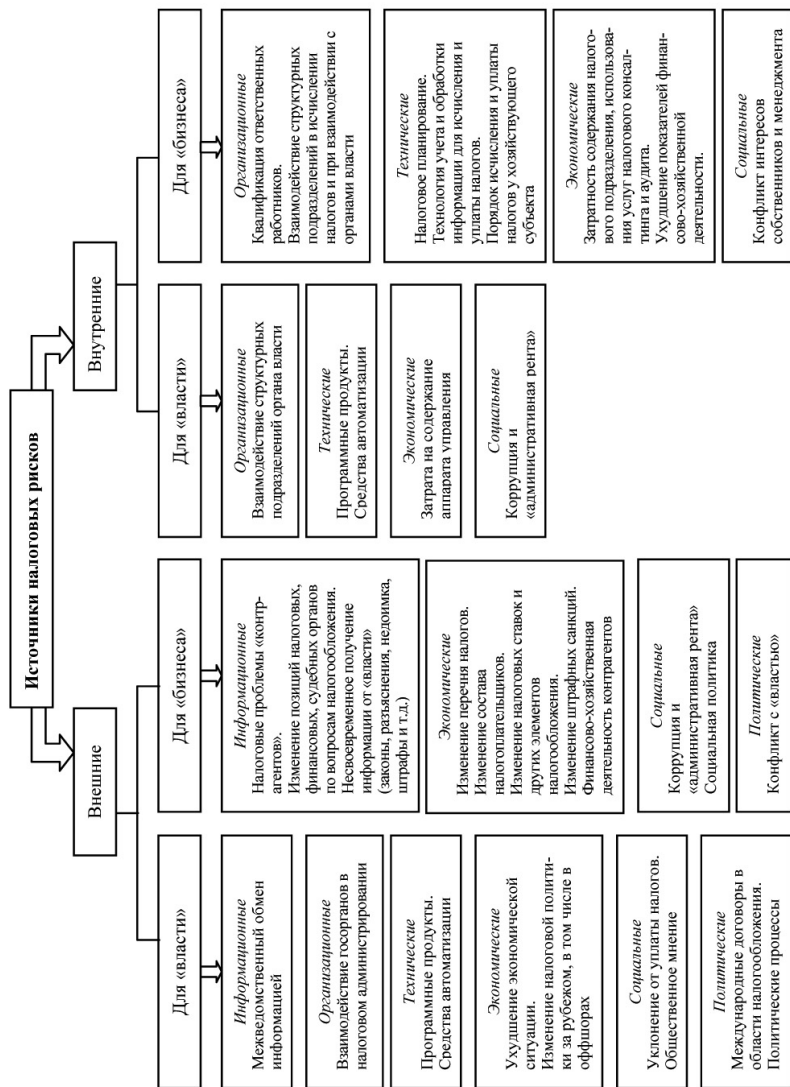 Источники налоговых рисков
Внешние
Для «власти»
Информационные
Межведомственный обмен
информацией
Организационные
Взаимодействие госорганов в
налоговом администрировании
Технические
Программные продукты.
Средства автоматизации
Экономические
Ухудшение экономической
ситуации.
Изменение налоговой полити-
ки за рубежом, в том числе в
оффшорах
Социальные
Уклонение от уплаты налогов.
Общественное мнение
Политические
Международные договоры в
области налогообложения.
Политические процессы
Для «бизнеса»
Информационные
Налоговые проблемы «контр-
агентов».
Изменение позиций налоговых,
финансовых, судебных органов
по вопросам налогообложения.
Несвоевременное получение
информации от «власти»
(законы, разъяснения, недоимка,
штрафы и т.д.)
Экономические
Изменение перечня налогов.
Изменение состава
налогоплательщиков.
Изменение налоговых ставок и
других элементов
налогообложения.
Изменение штрафных санкций.
Финансово-хозяйственная
деятельность контрагентов
Социальные
Коррупция и
«административная рента»
Социальная политика
Политические
Конфликт с «властью»
Внутренние
Для «власти»
Организационные
Взаимодействие структурных
подразделений органа власти
Технические
Программные продукты.
Средства автоматизации
Экономические
Затрата на содержание
аппарата управления
Социальные
Коррупция и
«административная рента»
Для «бизнеса»
Организационные
Квалификация ответственных
работников.
Взаимодействие структурных
подразделений в исчислении
налогов и при взаимодействии с
органами власти
Технические
Налоговое планирование.
Технология учета и обработки
информации для исчисления и
уплаты налогов.
Порядок исчисления и уплаты
налогов у хозяйствующего
субъекта
Экономические
Затратность содержания налого-
вого подразделения, использова-
ния услуг налогового консал-
тинга и аудита.
Ухудшение показателей финан-
сово-хозяйственной
деятельности.
Социальные
Конфликт интересов
собственников и менеджмента